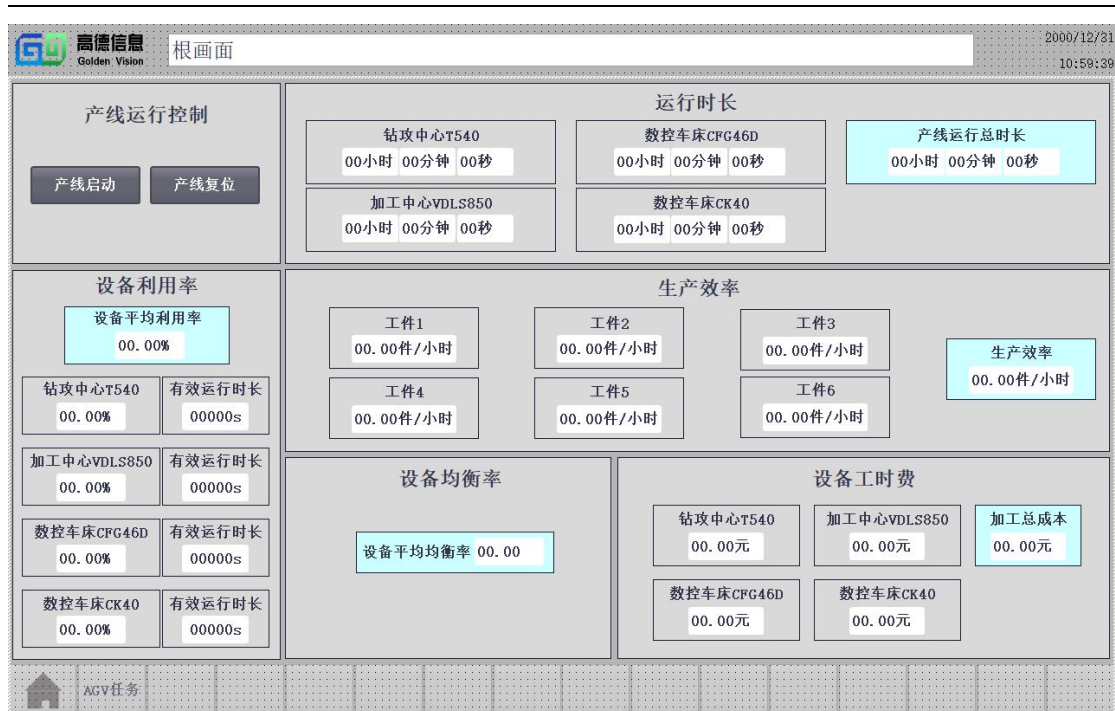 高德信息
Golden Vision
根画面
2000/12/31
10:59:39
产线运行控制
产线启动
产线复位
运行时长
钻攻中心T540
00小时 00分钟 00秒
数控车床CFG46D
00小时 00分钟 00秒
产线运行总时长
00小时 00分钟 00秒
加工中心VDLS850
00小时 00分钟 00秒
数控车床CK40
00小时 00分钟 00秒
设备利用率
设备平均利用率
00.00%
钻攻中心T540
00.00%
有效运行时长
00000s
加工中心VDLS850
00.00%
有效运行时长
00000s
数控车床CFG46D
00.00%
有效运行时长
00000s
数控车床CK40
00.00%
有效运行时长
00000s
生产效率
工件1
00.00件/小时
工件2
00.00件/小时
工件3
00.00件/小时
工件4
00.00件/小时
工件5
00.00件/小时
工件6
00.00件/小时
生产效率
00.00件/小时
设备均衡率
设备平均均衡率 00.00
设备工时费
钻攻中心T540
00.00元
加工中心VDLS850
00.00元
加工总成本
00.00元
数控车床CFG46D
00.00元
数控车床CK40
00.00元
AGV任务